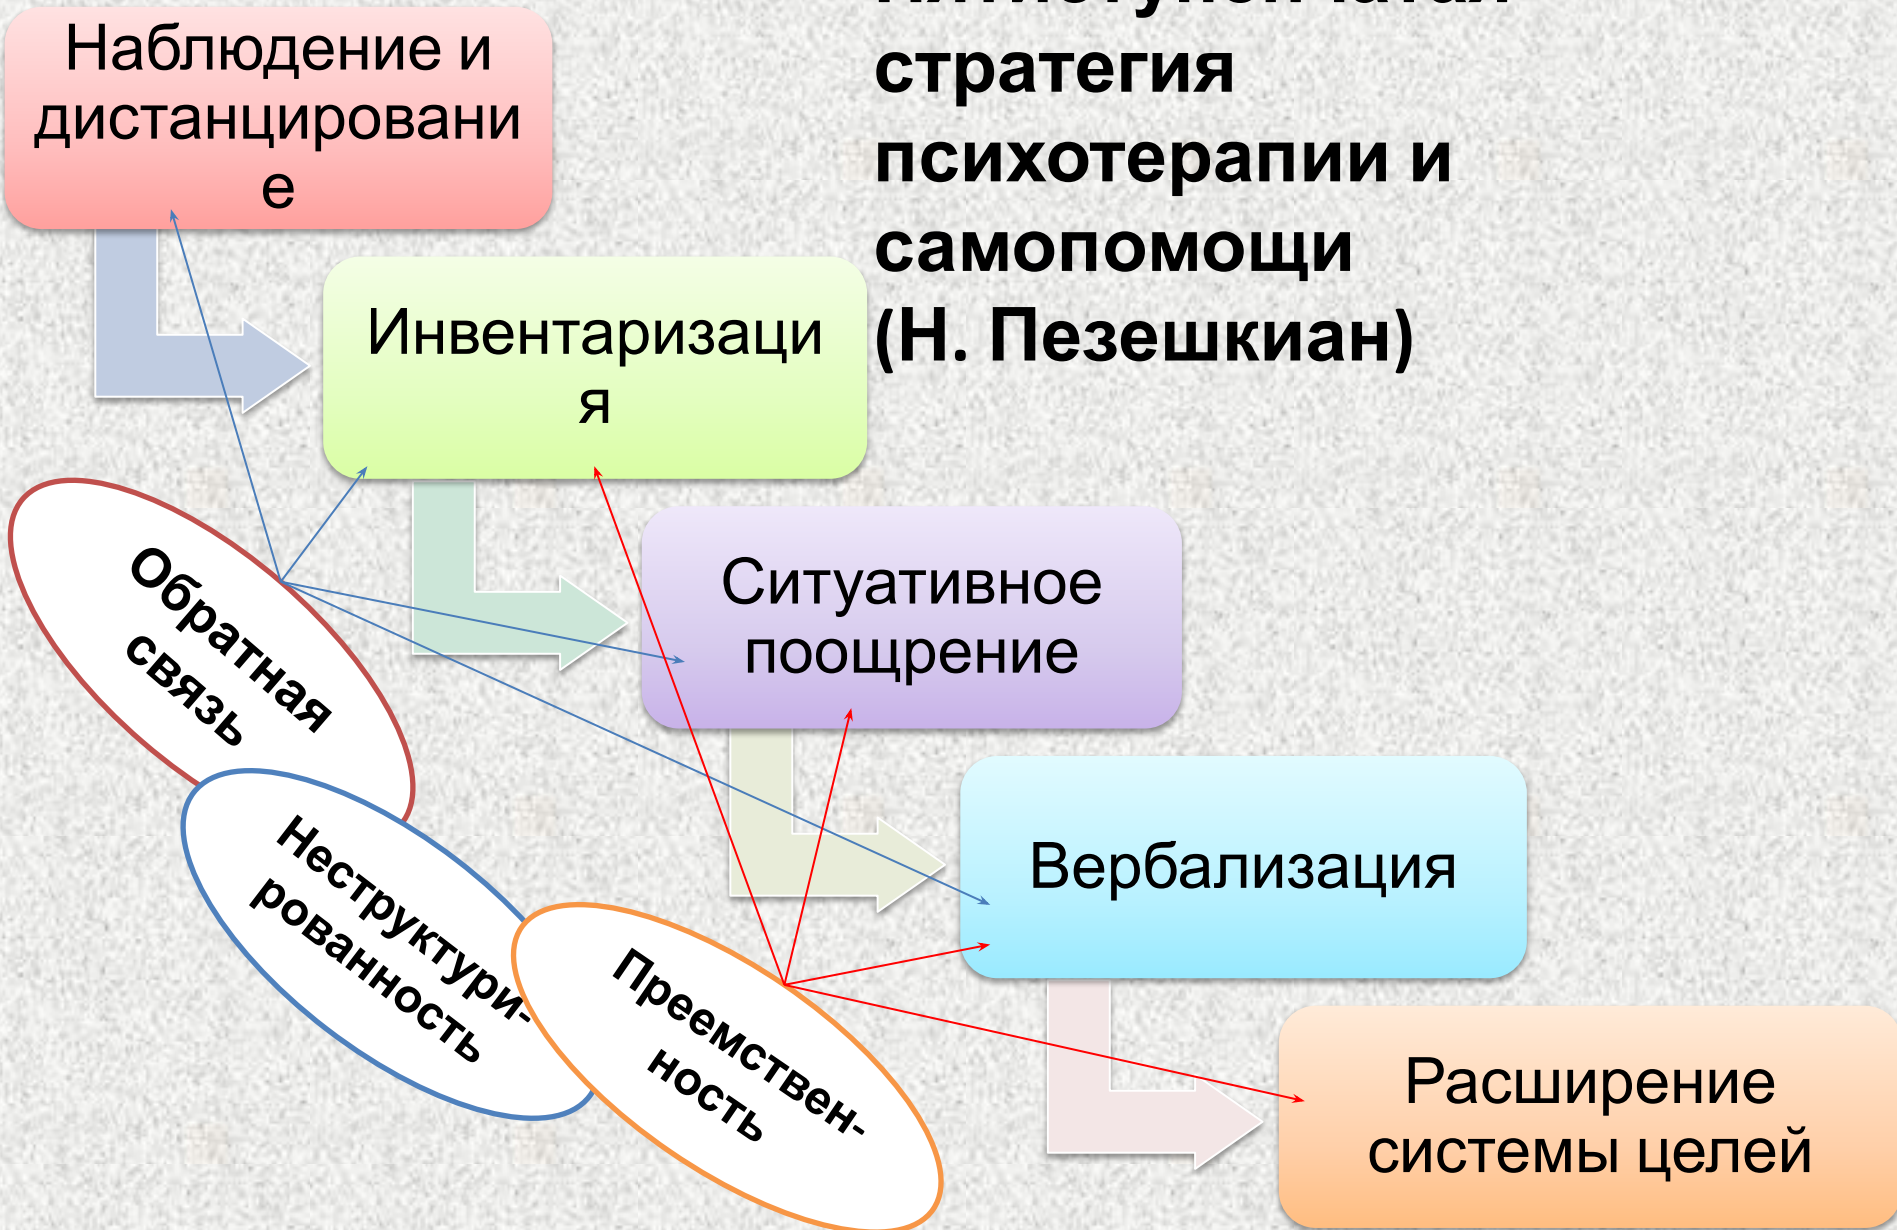 Наблюдение и
дистанцировани
е
стратегия
психотерапии и
самопомощи
(Н. Пезешкиан)
Инвентаризаци
я
Ситуативное
поощрение
Вербализация
Расширение
системы целей
Обратная
связь
Неструктури-
рованность
Преемствен-
ность